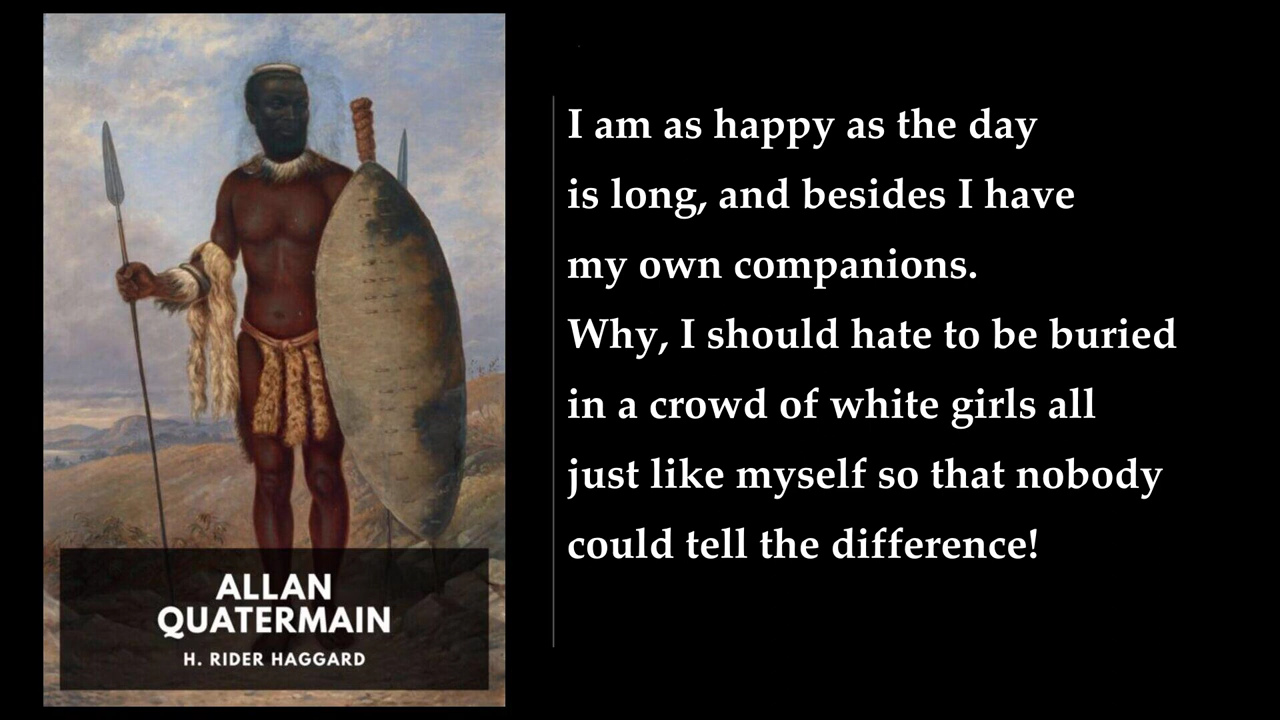 ALLAN
QUATERMAIN
H. RIDER HAGGARD
I am as happy as the day
is long, and besides I have
my own companions.
Why, I should hate to be buried
in a crowd of white girls all
just like myself so that nobody
could tell the difference!